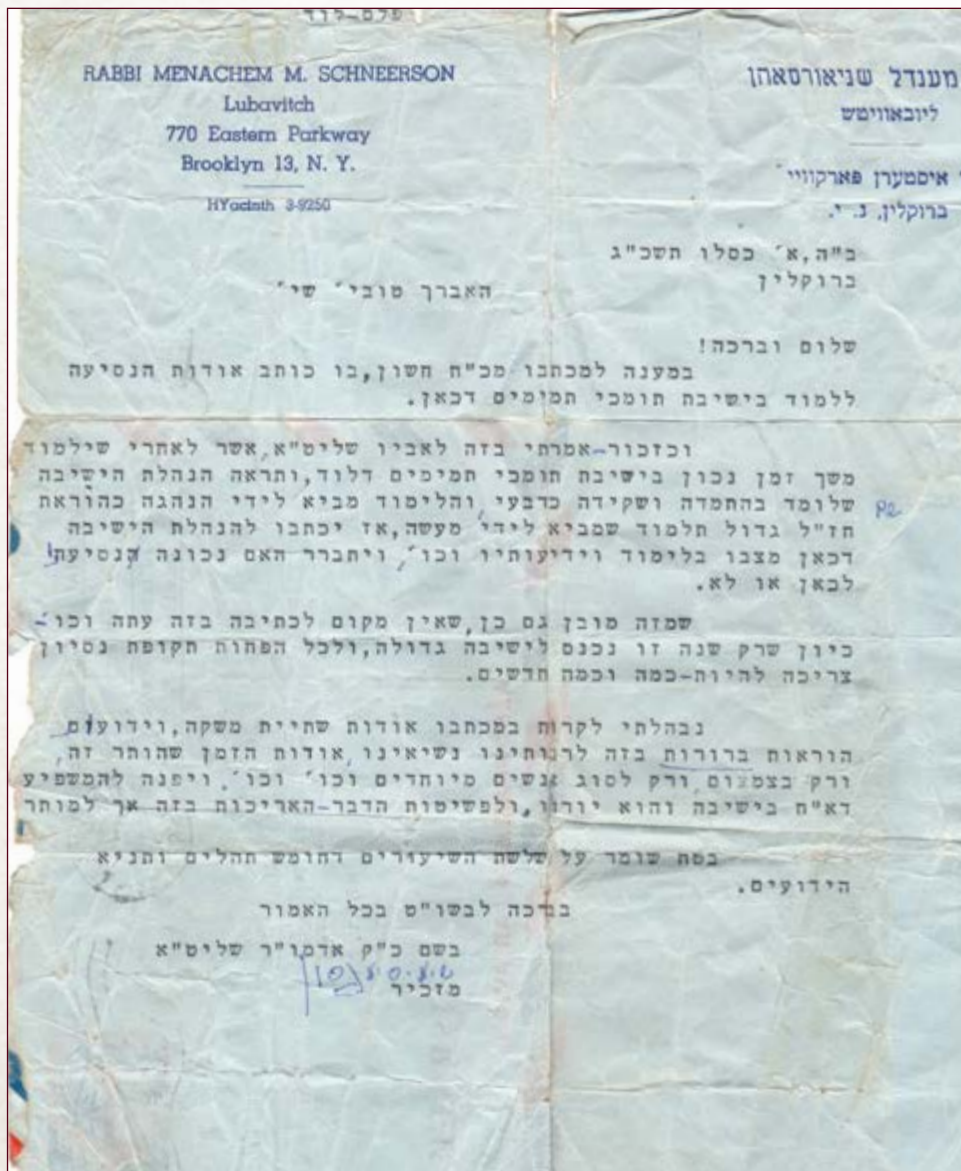 פלס-לוד
RABBI MENACHEM M. SCHNEERSON
Lubavitch
770 Eastern Parkway
Brooklyn 13, N. Y.
HYacinth 3-9250
מענדל שניאורסאהן
ליובאוויטש
איסטערן פארקוויי
ברוקלין, נ. י.
ב"ה, א' כסלו תשכ"ג
ברוקלין
האברך טובי' שי'
שלום וברכה!
במענה למכתבו מכ"ח חשון, בו כותב אודות הנסיעה
ללמוד בישיבת תומכי תמימים דכאן.
וכזכור-אמרתי בזה לאביו שליט"א, אשר לאחרי שילמוד
משך זמן נכון בישיבת תומכי תמימים דלוד, ותראה הנהלת הישיבה
שלומד בהתמדה ושקידה כדבעי, והלימוד מביא לידי הנהגה כהוראת
חז"ל גדול תלמוד שמביא לידי מעשה, אז יכתבו להנהלת הישיבה
דכאן מצבו בלימוד וידיעותיו וכו', ויתברר האם נכונה הנסיעה
לכאן או לא.
שמזה מובן גם כן, שאין מקום לכתיבה בזה עתה וכו'-
כיון שרק שנה זו נכנס לישיבה גדולה, ולכל הפחות תקופת נסיון
צריכה להיות-כמה וכמה חדשים.
נבהלתי לקרות במכתבו אודות שתיית משקה, וידועים
הוראות ברורות בזה לרבותינו נשיאינו, אודות הזמן שהותר זה,
ורק בצמצום ורק לסוג אנשים מיוחדים וכו' וכו', ויפנה להמשפיע
דא"ח בישיבה והוא יורנו, ולפשיטות הדבר-האריכות בזה אך למותר
בטח שומר על שלשת השיעורים דחומש תהלים ותניא
הידועים.
בברכה לבשו"ט בכל האמור
בשם כ"ק אדמו"ר שליט"א
מזכיר